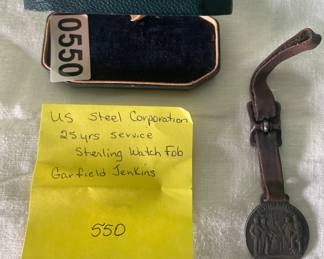 0550
US Steel Corporation
25 yrs service
Sterling Watch Fob
Garfield Jenkins
550